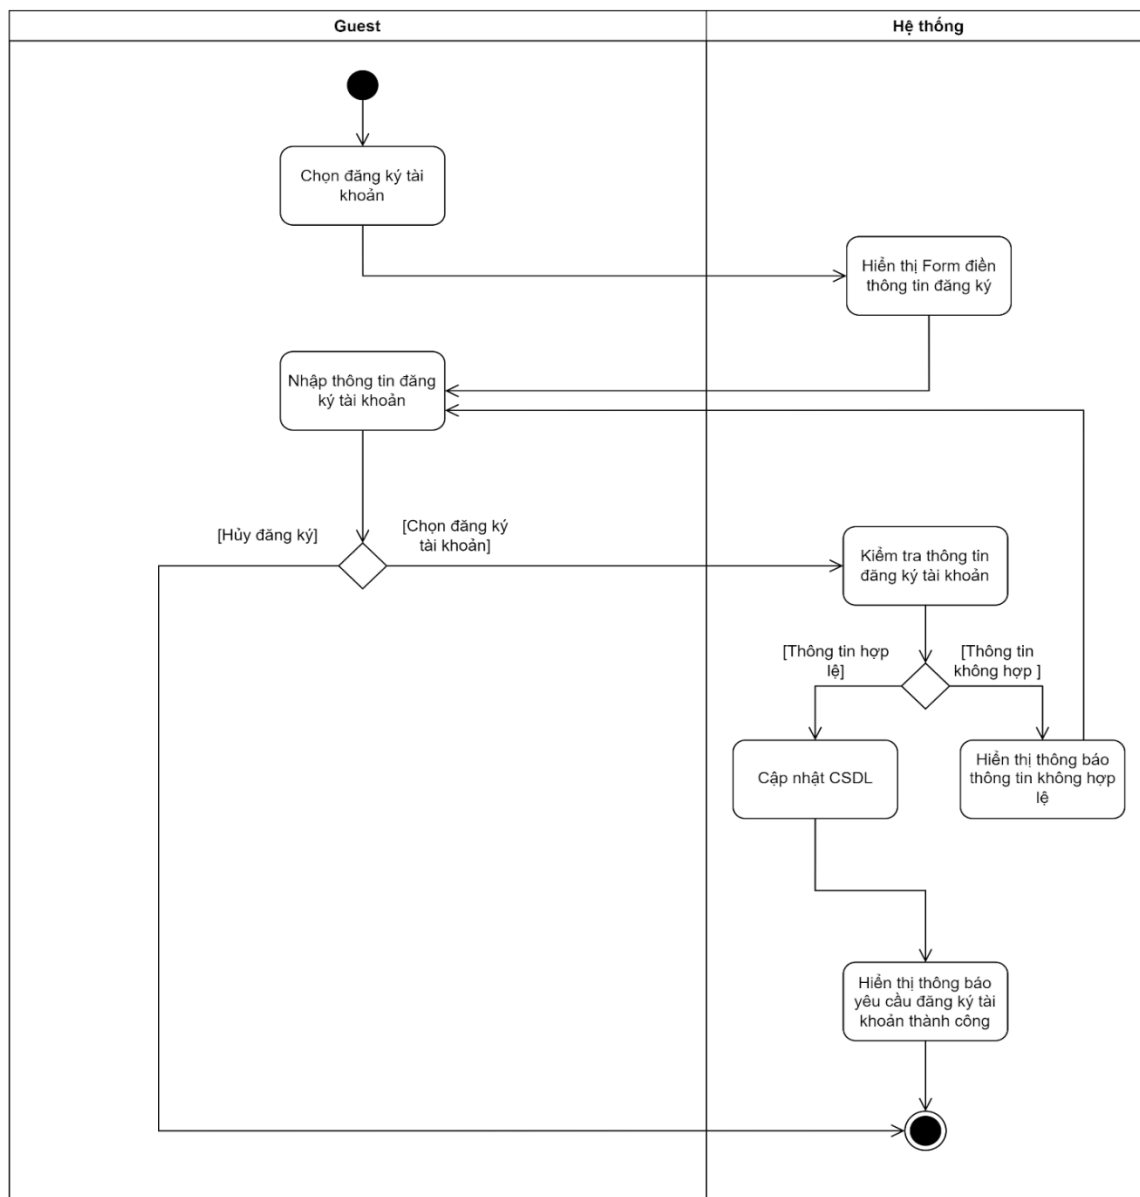 Guest
Hệ thống
Chọn đăng ký tài
khoản
Hiển thị Form điền
thông tin đăng ký
Nhập thông tin đăng
ký tài khoản
[Hủy đăng ký]
[Chọn đăng ký
tài khoản]
Kiểm tra thông tin
đăng ký tài khoản
[Thông tin hợp
lệ]
[Thông tin
không hợp ]
Cập nhật CSDL
Hiển thị thông báo
thông tin không hợp
lệ
Hiển thị thông báo
yêu cầu đăng ký tài
khoản thành công